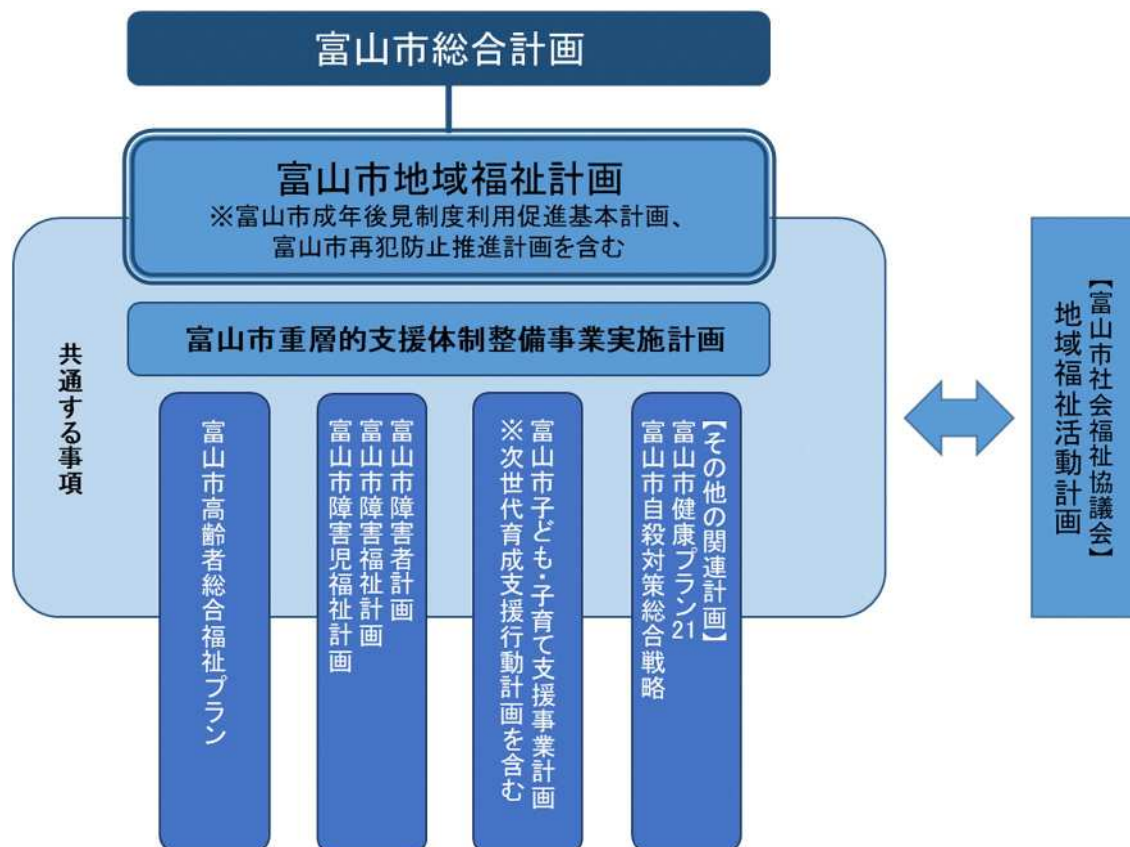 富山市総合計画
富山市地域福祉計画
※富山市成年後見制度利用促進基本計画、
富山市再犯防止推進計画を含む
富山市重層的支援体制整備事業実施計画
共通する事項
富山市高齢者総合福祉プラン
富山市障害者計画
富山市障害福祉計画
富山市障害児福祉計画
富山市子ども・子育て支援事業計画
※次世代育成支援行動計画を含む
【その他の関連計画】
富山市健康プラン21
富山市自殺対策総合戦略
【富山市社会福祉協議会】
地域福祉活動計画